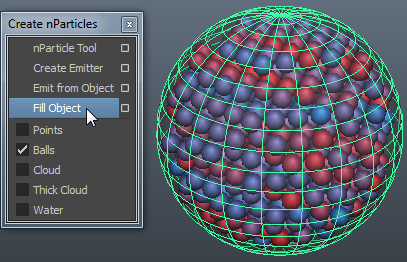 Create nParticles
nParticle Tool
Create Emitter
Emit from Object
Fill Object
Points
Balls
Cloud
Thick Cloud
Water